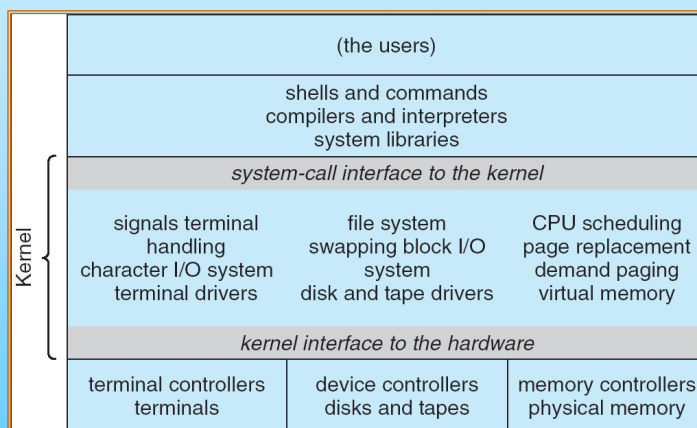 (the users)
shells and commands
compilers and interpreters
system libraries
system-call interface to the kernel
Kernel
signals terminal
handling
character I/O system
terminal drivers
file system
swapping block I/O
system
disk and tape drivers
CPU scheduling
page replacement
demand paging
virtual memory
kernel interface to the hardware
terminal controllers
terminals
device controllers
disks and tapes
memory controllers
physical memory